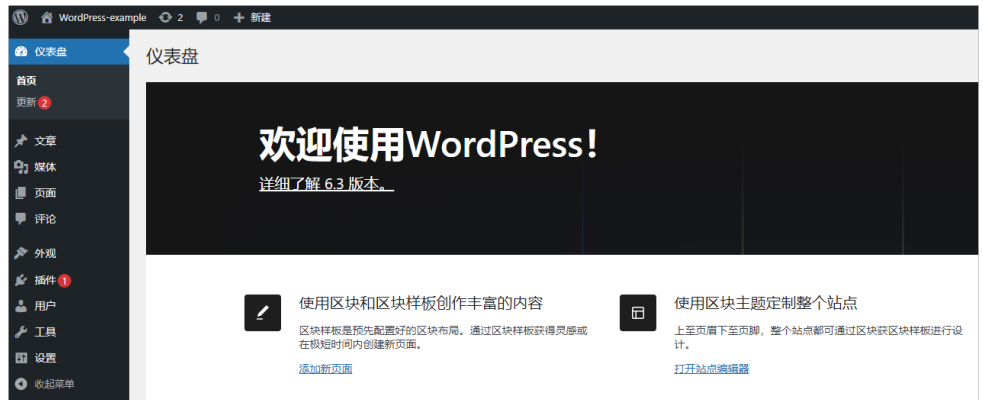 WordPress-example 2 0 新建
仪表盘
首页
更新 2
文章
媒体
页面
评论
外观
插件 1
用户
工具
设置
收起菜单
仪表盘
欢迎使用WordPress!
详细了解 6.3 版本。
使用区块和区块样板创作丰富的内容
区块样板是预先配置好的区块布局。通过区块样板获得灵感或
在极短时间内创建新页面。
添加新页面
使用区块主题定制整个站点
上至页眉下至页脚，整个站点都可通过区块获区块样板进行设
计。
打开站点编辑器